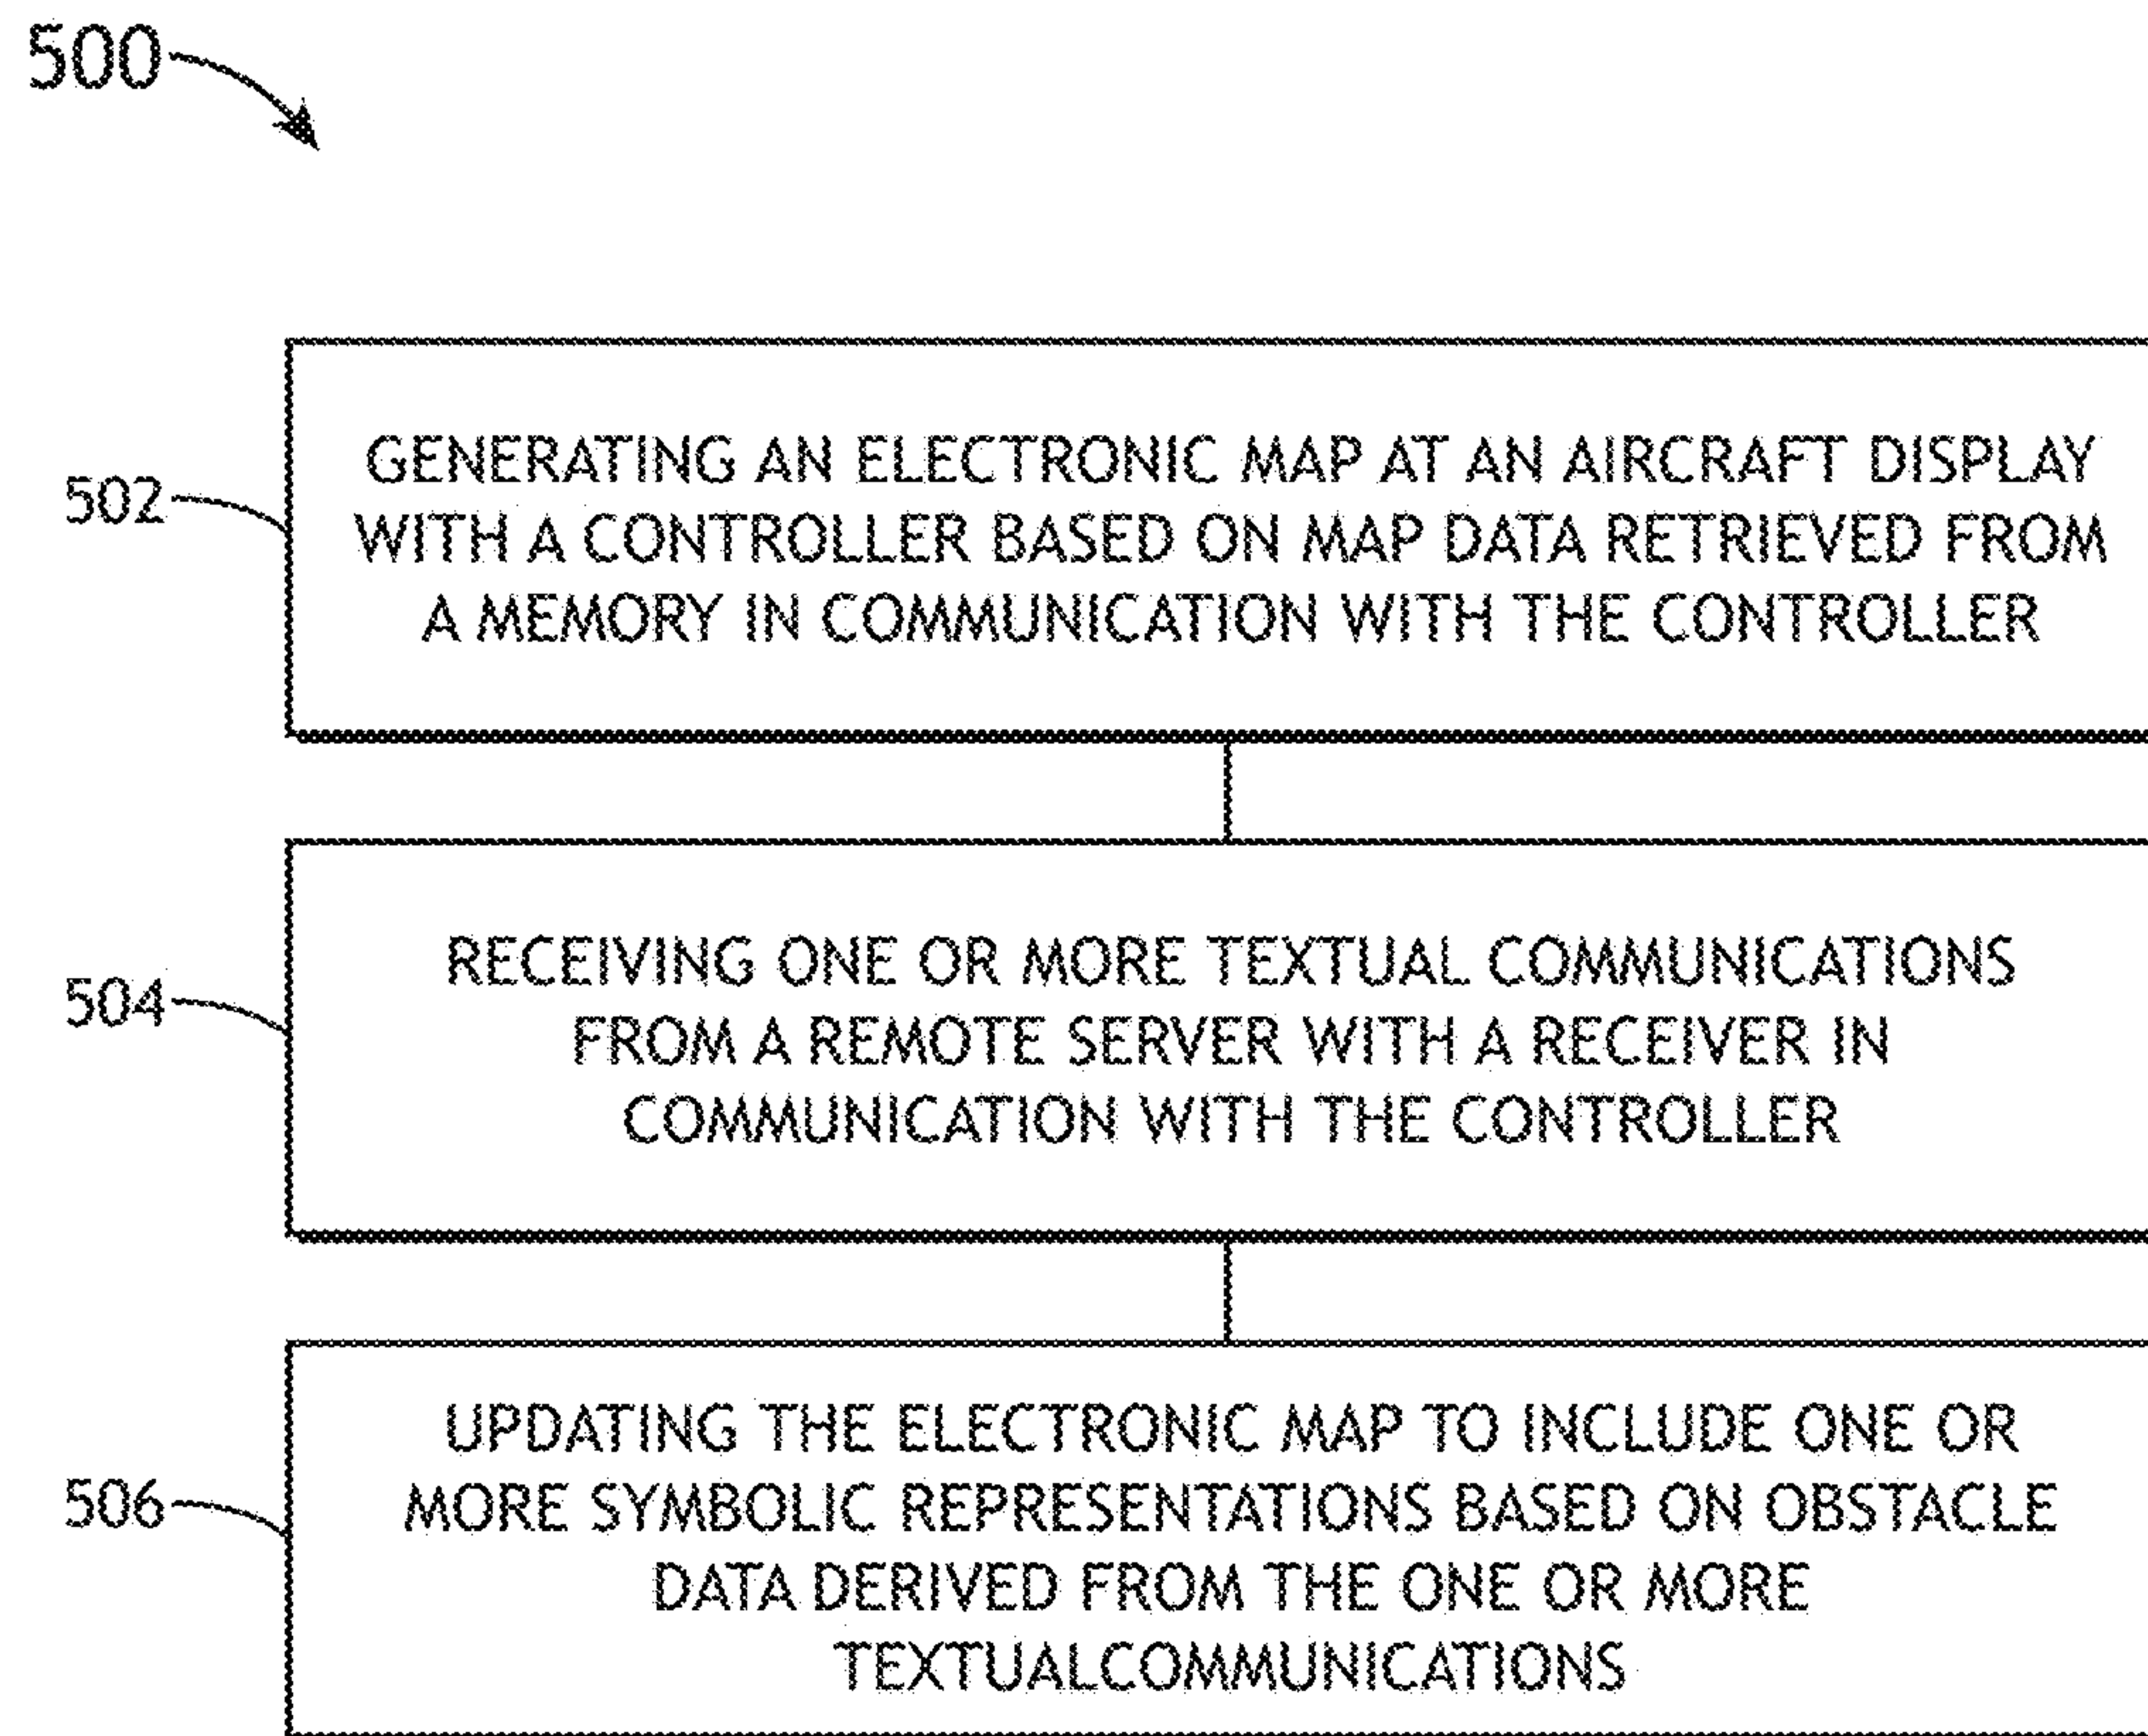 500
502
GENERATING AN ELECTRONIC MAP AT AN AIRCRAFT DISPLAY
WITH A CONTROLLER BASED ON MAP DATA RETRIEVED FROM
A MEMORY IN COMMUNICATION WITH THE CONTROLLER
504
RECEIVING ONE OR MORE TEXTUAL COMMUNICATIONS
FROM A REMOTE SERVER WITH A RECEIVER IN
COMMUNICATION WITH THE CONTROLLER
506
UPDATING THE ELECTRONIC MAP TO INCLUDE ONE OR
MORE SYMBOLIC REPRESENTATIONS BASED ON OBSTACLE
DATA DERIVED FROM THE ONE OR MORE
TEXTUALCOMMUNICATIONS